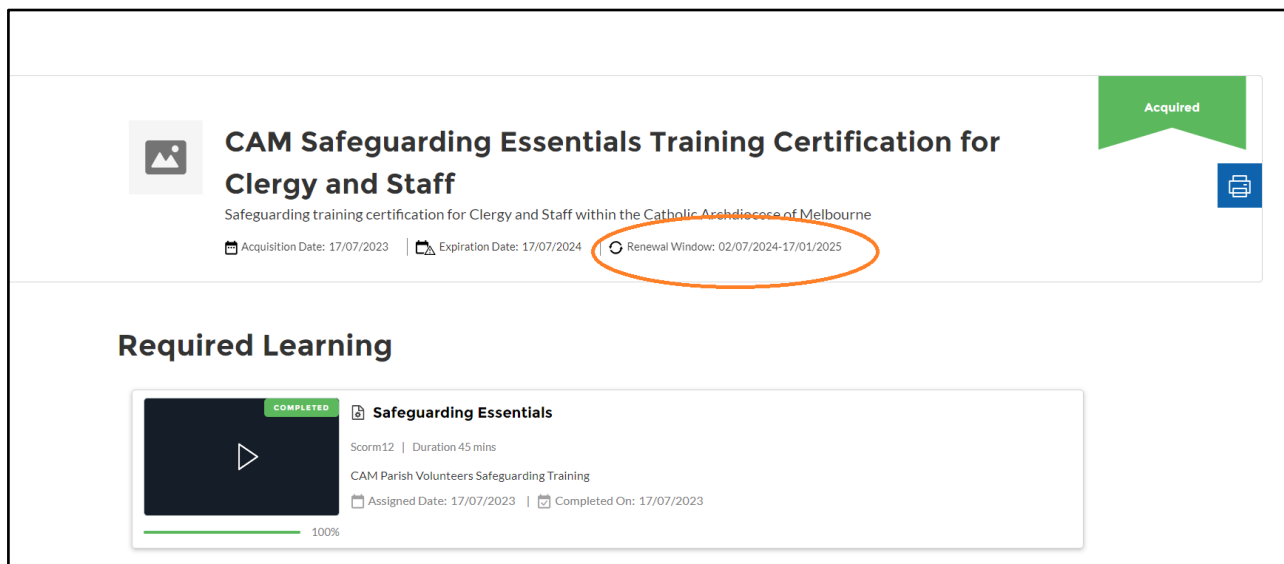 Acquired
CAM Safeguarding Essentials Training Certification for
Clergy and Staff
Safeguarding training certification for Clergy and Staff within the Catholic Archdiocese of Melbourne
Acquisition Date: 17/07/2023 | Expiration Date: 17/07/2024 | Renewal Window: 02/07/2024-17/01/2025
Required Learning
COMPLETED
Safeguarding Essentials
Scorm12 | Duration 45 mins
CAM Parish Volunteers Safeguarding Training
Assigned Date: 17/07/2023 | Completed On: 17/07/2023
100%